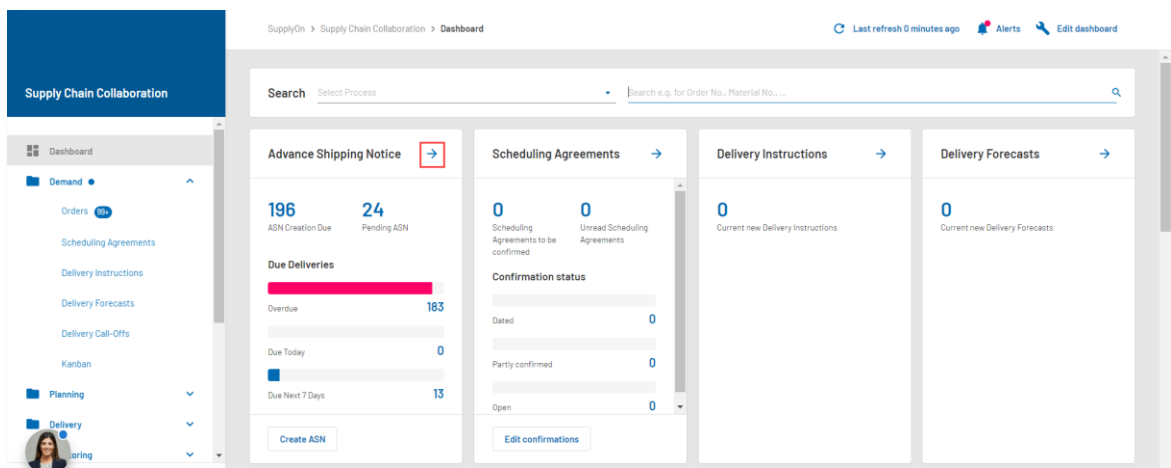 SupplyOn > Supply Chain Collaboration > Dashboard
Last refresh 0 minutes ago
Alerts
Edit dashboard
Supply Chain Collaboration
Dashboard
Demand
Orders 99+
Scheduling Agreements
Delivery Instructions
Delivery Forecasts
Delivery Call-Offs
Kanban
Planning
Delivery
toring
Search Select Process
Search e.g. for Order No., Material No., ...
Advance Shipping Notice
196 24
ASN Creation Due Pending ASN
Due Deliveries
Overdue 183
Due Today 0
Due Next 7 Days 13
Create ASN
Scheduling Agreements
0 0
Scheduling Unread Scheduling
Agreements to be Agreements
confirmed
Confirmation status
Dated 0
Partly confirmed 0
Open 0
Edit confirmations
Delivery Instructions
0
Current new Delivery Instructions
Delivery Forecasts
0
Current new Delivery Forecasts